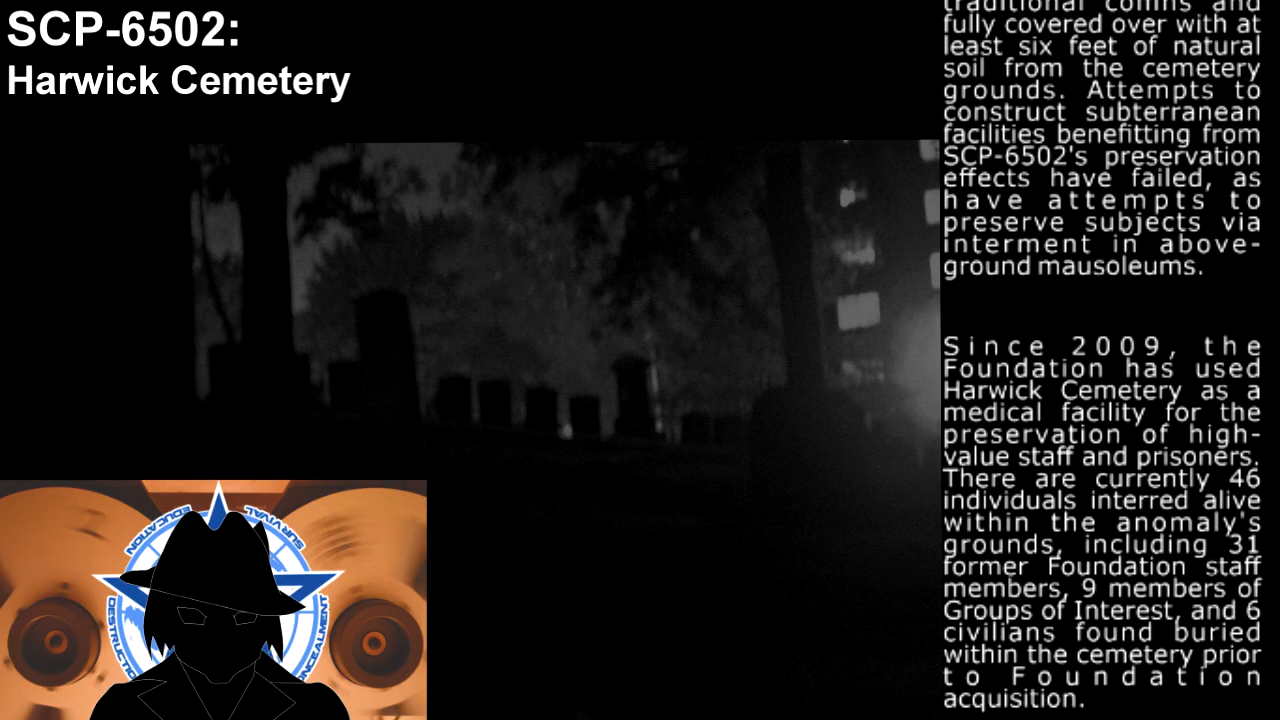 SCP-6502:
Harwick Cemetery
traditional coffins and
fully covered over with at
least six feet of natural
soil from the cemetery
grounds. Attempts to
construct subterranean
facilities benefitting from
SCP-6502's preservation
effects have failed, as
have attempts to
preserve subjects via
interment in above-
ground mausoleums.
Since 2009, the
Foundation has used
Harwick Cemetery as a
medical facility for the
preservation of high-
value staff and prisoners.
There are currently 46
individuals interred alive
within the anomaly's
grounds, including 31
former Foundation staff
members, 9 members of
Groups of Interest, and 6
civilians found buried
within the cemetery prior
to Foundation
acquisition.
EDUCATION
SURVIVAL